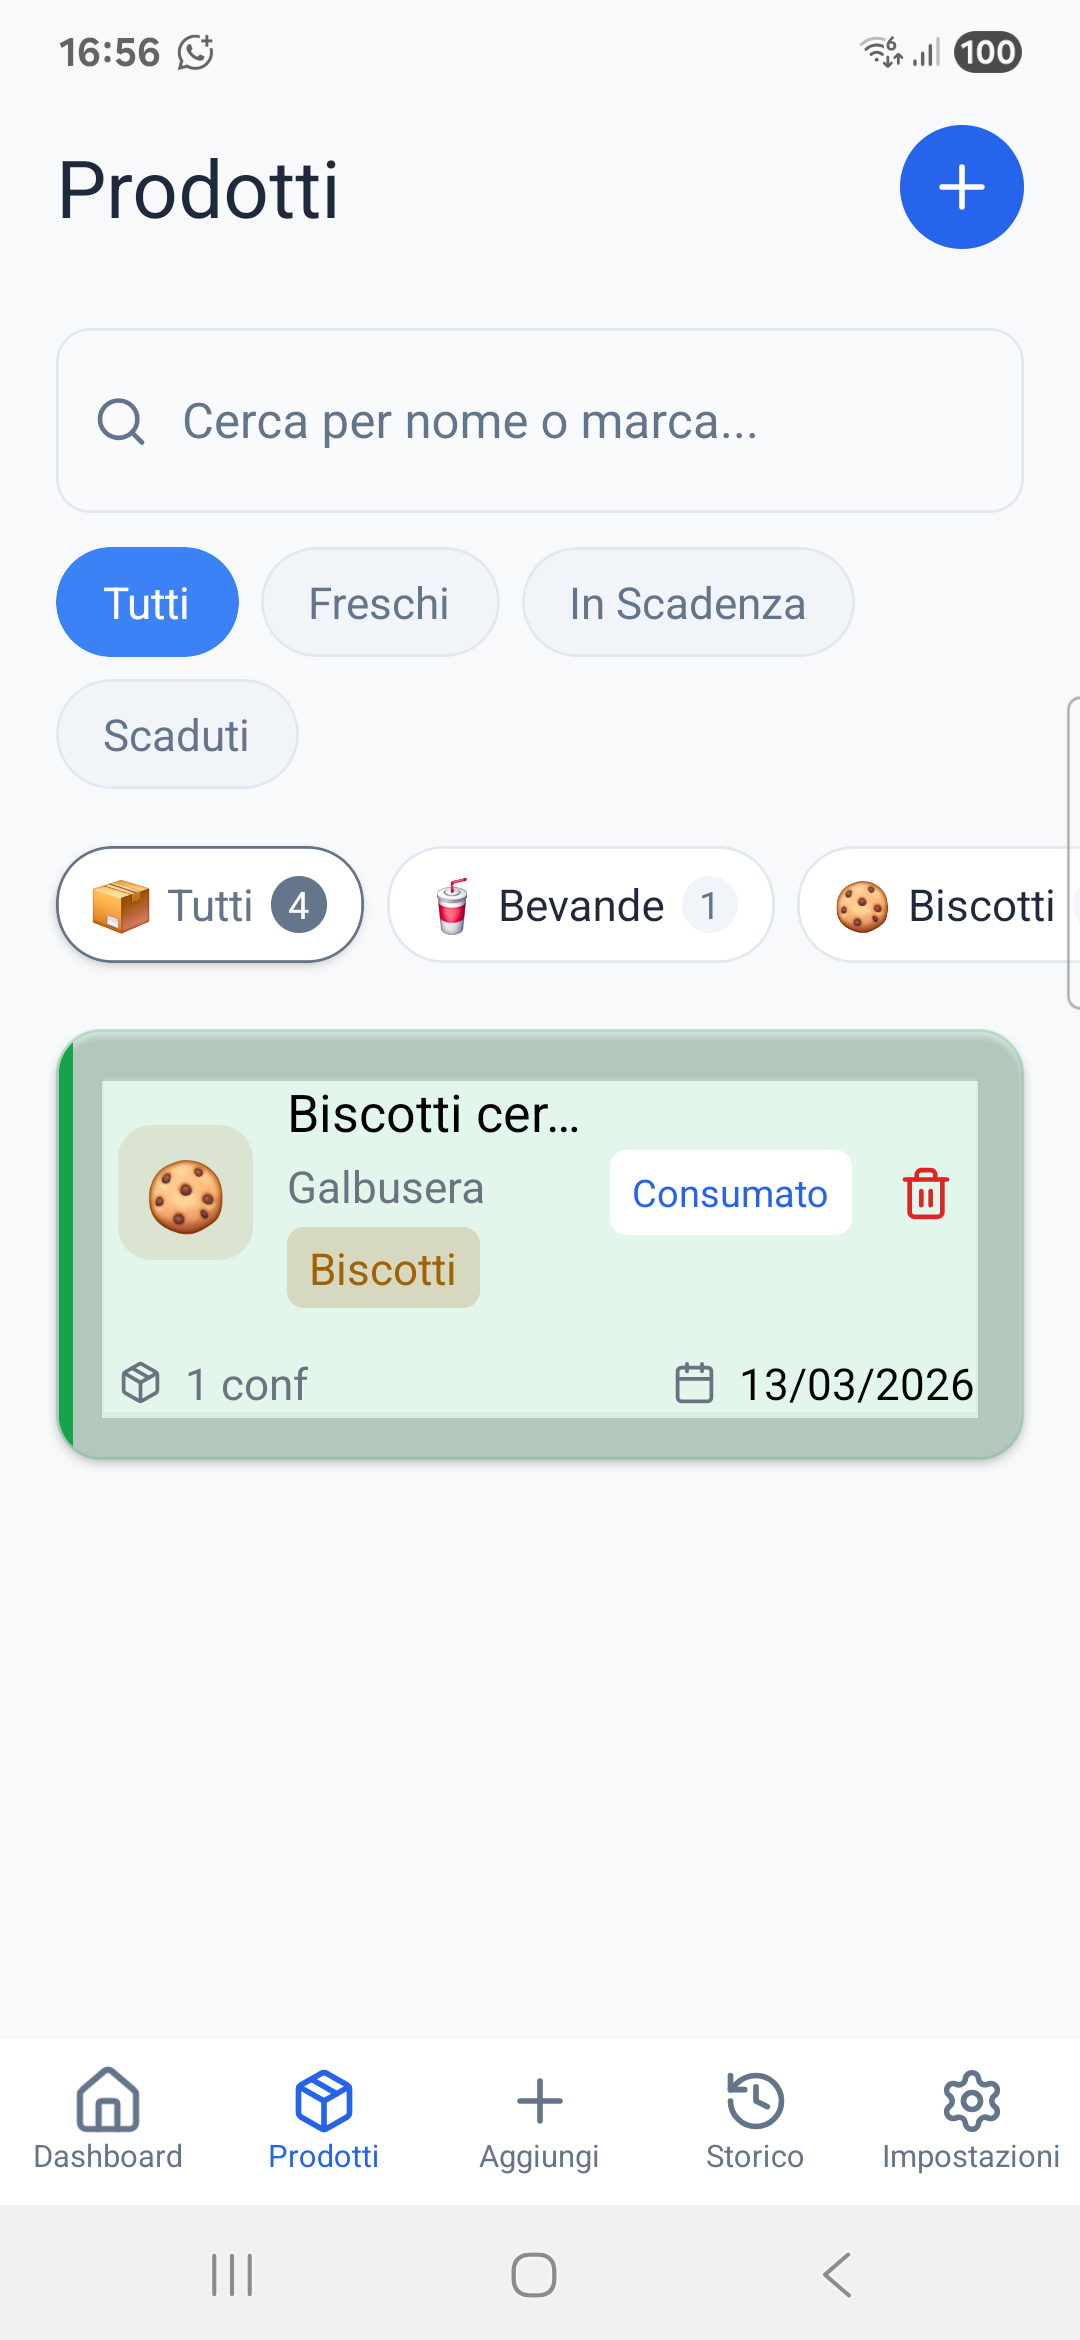 16:56
6
100
Prodotti
Cerca per nome o marca...
Tutti Freschi In Scadenza
Scaduti
Tutti 4 Bevande 1 Biscotti
Biscotti cer...
Galbusera
Consumato
Biscotti
1 conf 13/03/2026
Dashboard Prodotti Aggiungi Storico Impostazioni